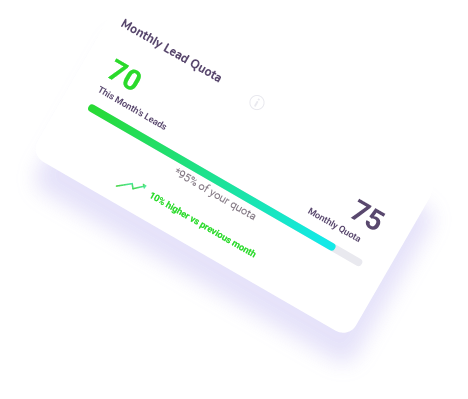 Monthly Lead Quota
i
70
This Month's Leads
75
Monthly Quota
*95% of your quota
10% higher vs previous month